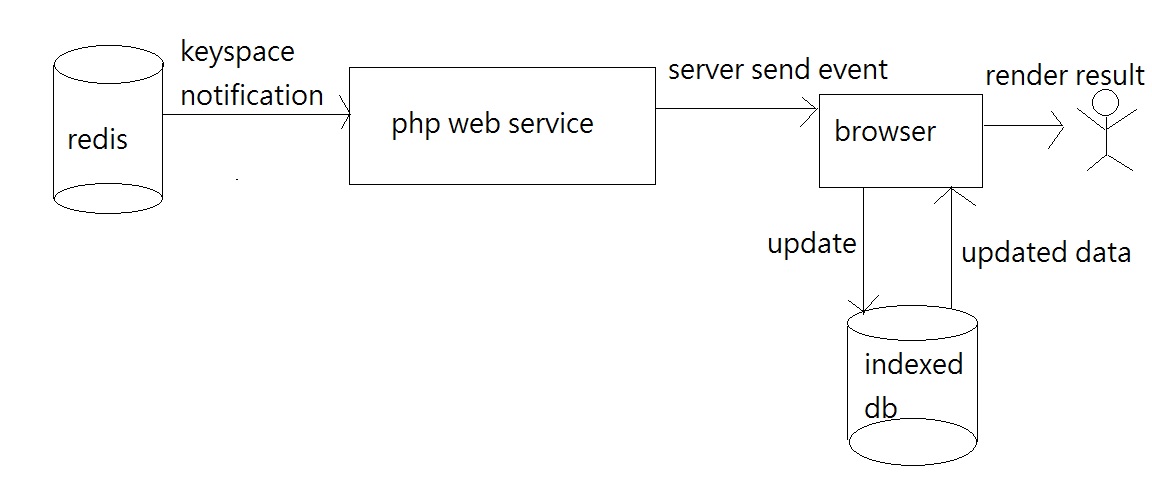 keyspace
notification
redis
php web service
server send event
browser
render result
update
updated data
indexed
db